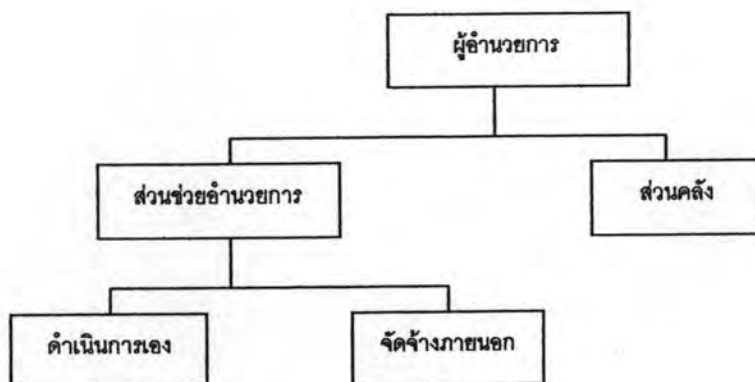 ผู้อำนวยการ
ส่วนช่วยอำนวยการ
ส่วนคลัง
ดำเนินการเอง
จัดจ้างภายนอก